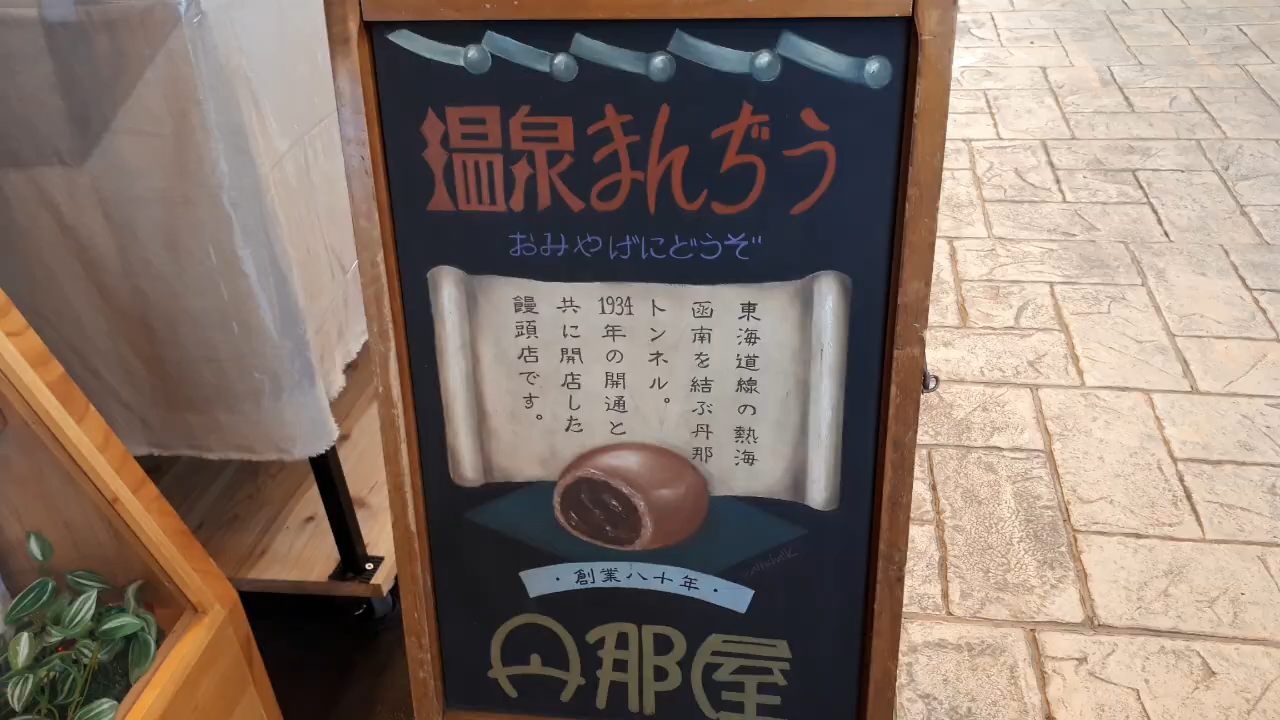 温泉まんぢう
おみやげにどうぞ
東海道線の熱海
函南を結ぶ丹那
トンネル。
1934年の開通と
共に開店した
饅頭店です。
・創業八十年・
丹那屋